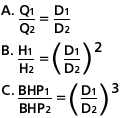 A. Q1/Q2 = D1/D2
B. H1/H2 = (D1/D2)^2
C. BHP1/BHP2 = (D1/D2)^3